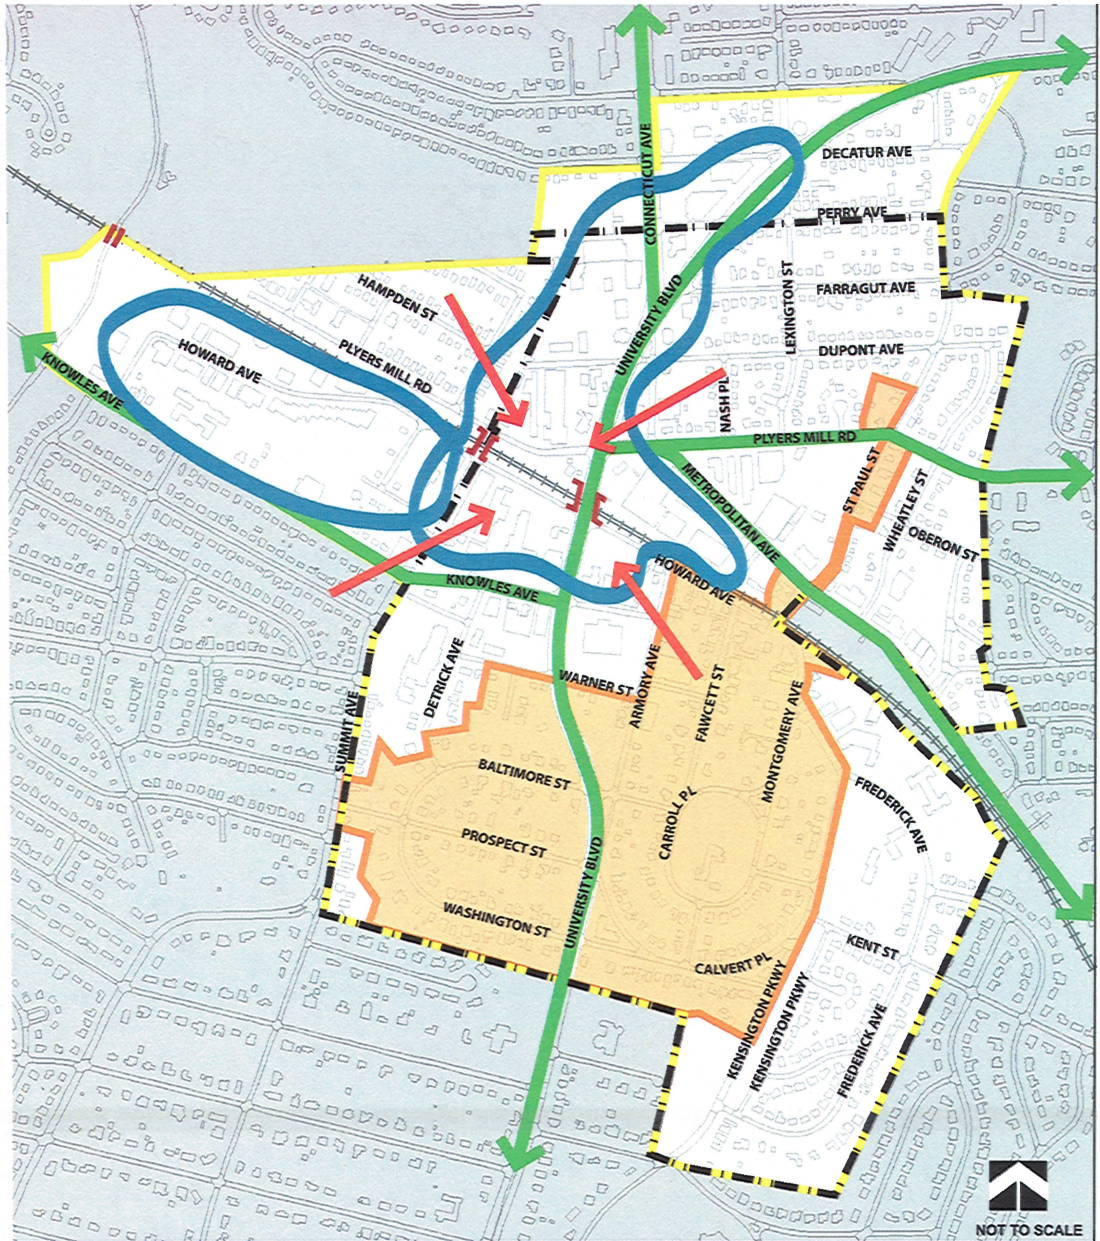 CONNECTICUT AVE
DECATUR AVE
PERRY AVE
HAMPDEN ST
LEXINGTON ST
FARRAGUT AVE
UNIVERSITY BLVD
HOWARD AVE
PLYERS MILL RD
DUPONT AVE
KNOWLES AVE
NASH PL
PLYERS MILL RD
METROPOLITAN AVE
ST PAUL ST
WHEATLEY ST
OBERON ST
HOWARD AVE
KNOWLES AVE
DETRICK AVE
WARNER ST
ARMORY AVE
FAWCETT ST
MONTGOMERY AVE
SUMMIT AVE
BALTIMORE ST
CARROLL PL
FREDERICK AVE
PROSPECT ST
UNIVERSITY BLVD
WASHINGTON ST
KENT ST
CALVERT PL
KENSINGTON PKWY
KENSINGTON PKWY
FREDERICK AVE
NOT TO SCALE